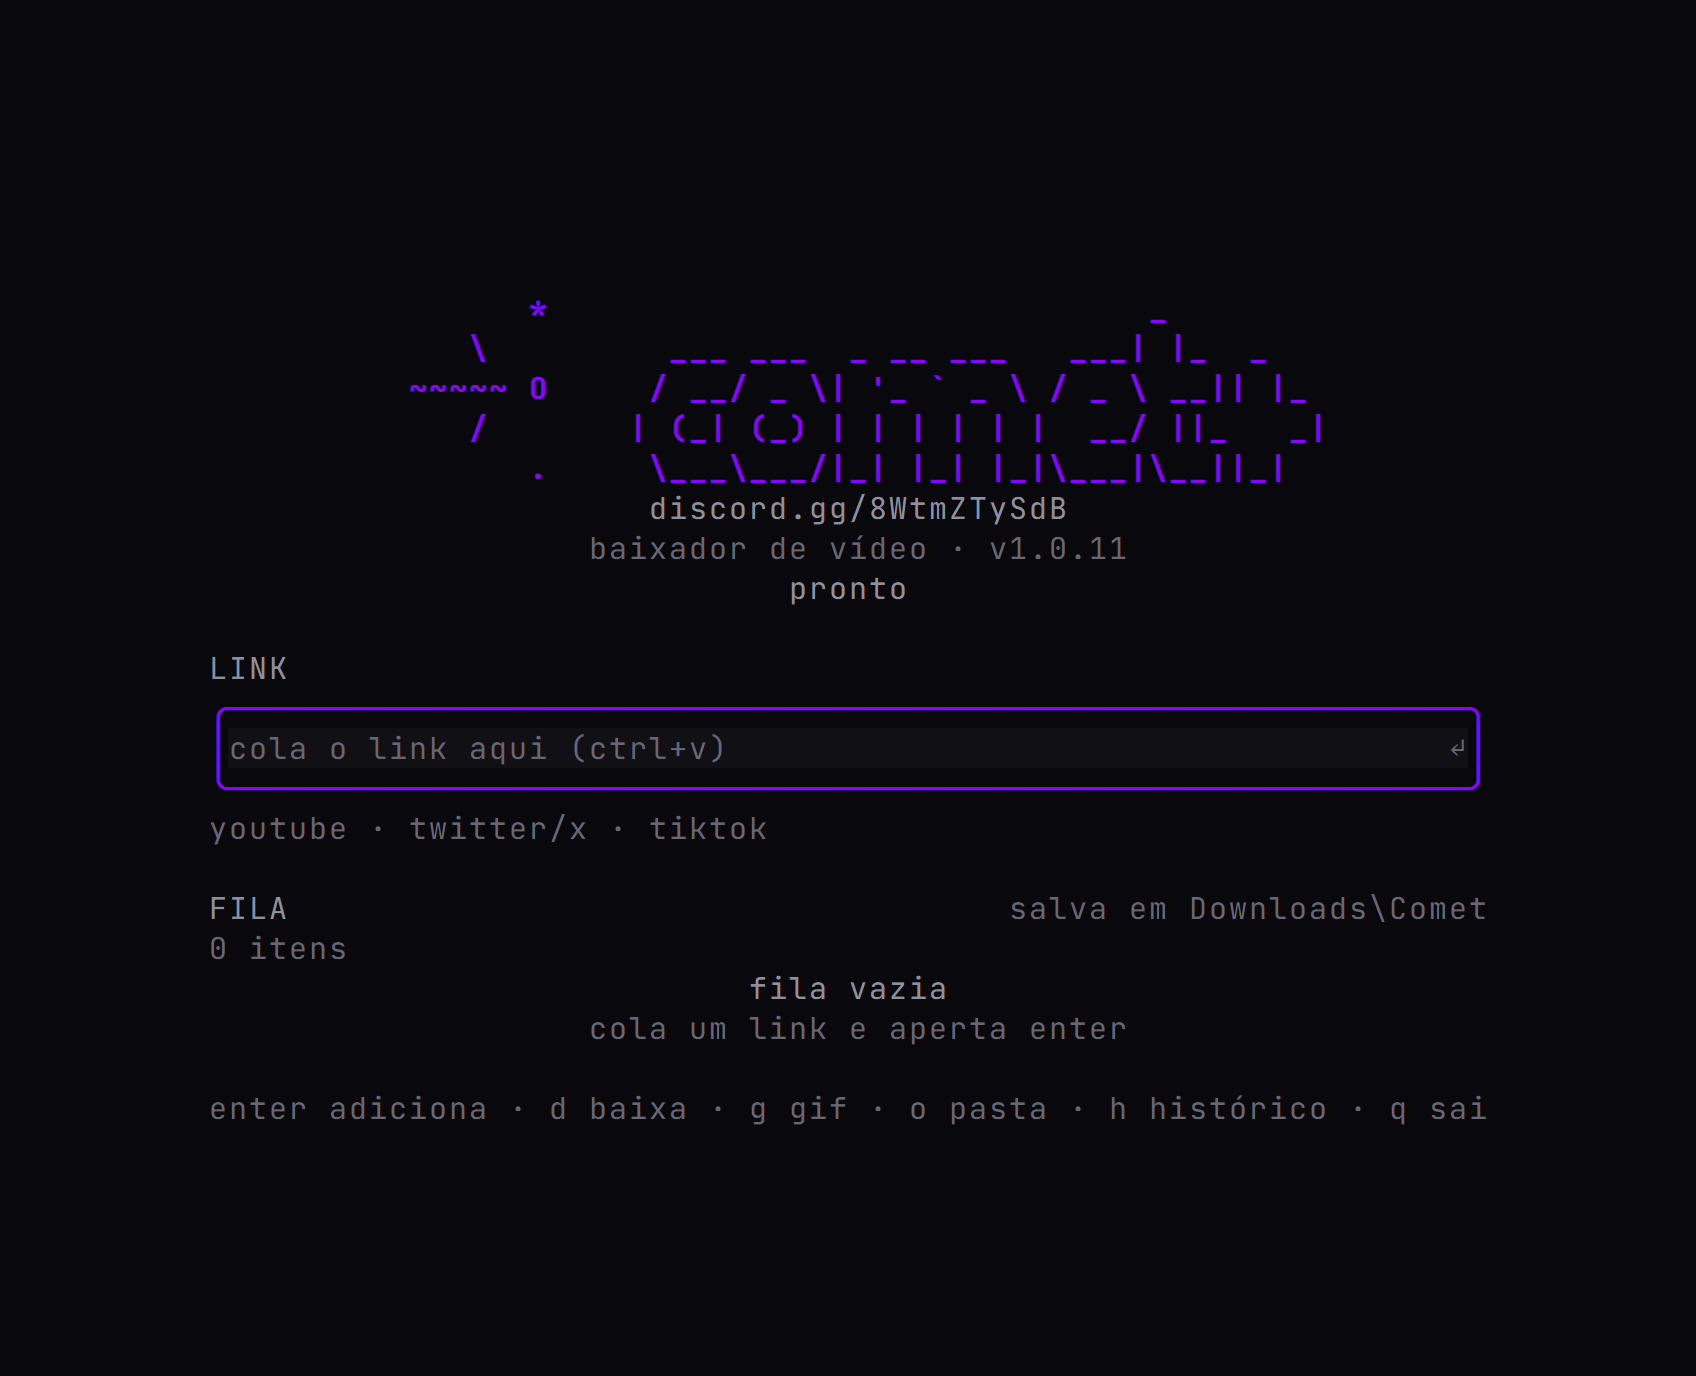 comet+
discord.gg/8WtmZTySdB
baixador de vídeo · v1.0.11
pronto
LINK
cola o link aqui (ctrl+v) ↲
youtube · twitter/x · tiktok
FILA salva em Downloads\Comet
0 itens
fila vazia
cola um link e aperta enter
enter adiciona · d baixa · g gif · o pasta · h histórico · q sai